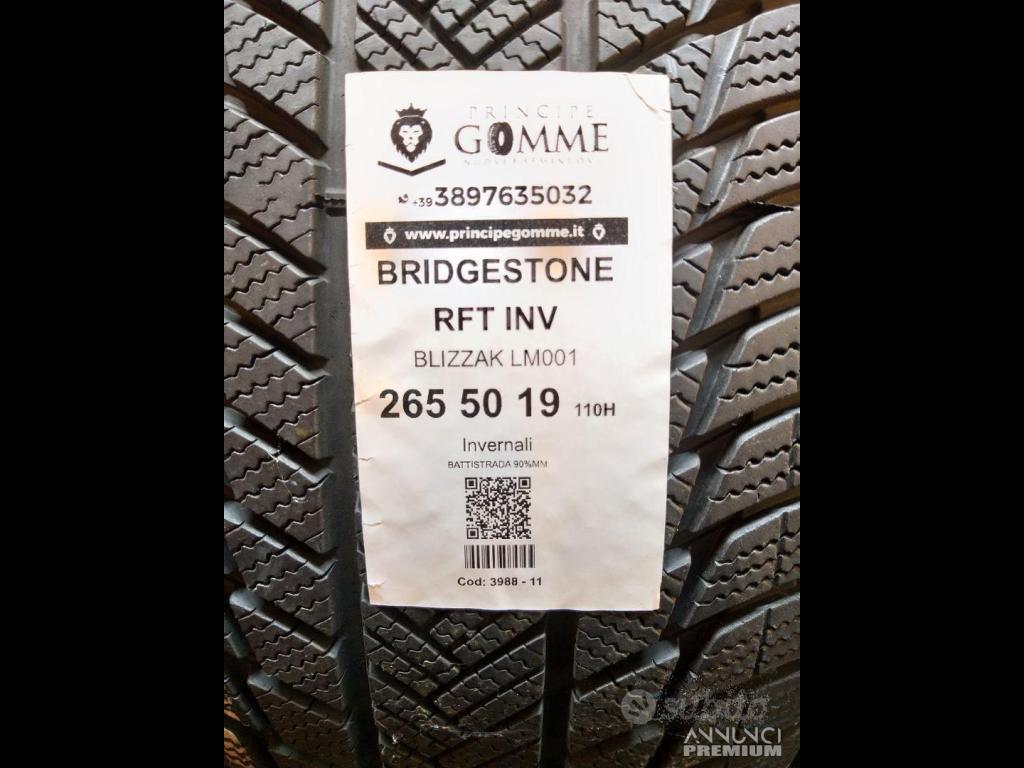 PRINCIPE
GOMME
+39 3897635032
www.principegomme.it
BRIDGESTONE
RFT INV
BLIZZAK LM001
265 50 19 110H
Invernali
BATTISTRADA 90%MM
Cod: 3988 - 11
subito
ANNUNCI
PREMIUM